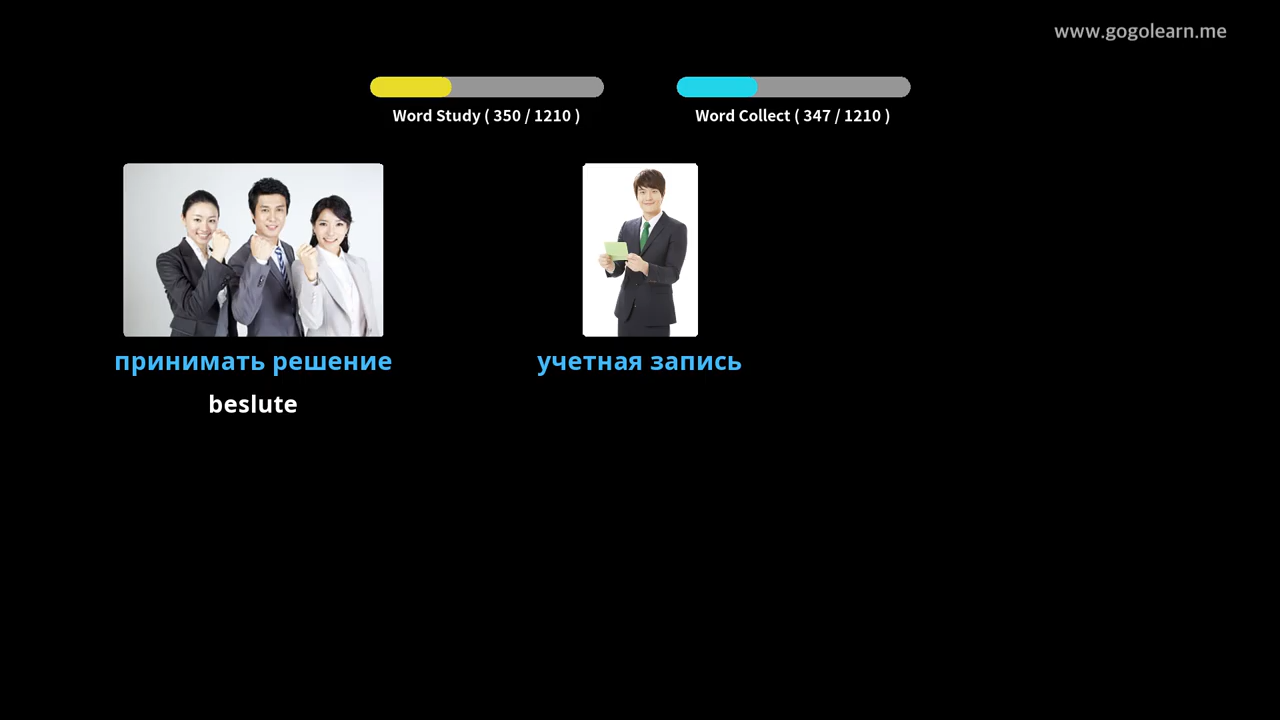 www.gogolearn.me
Word Study ( 350 / 1210 )
Word Collect ( 347 / 1210 )
принимать решение
учетная запись
beslute